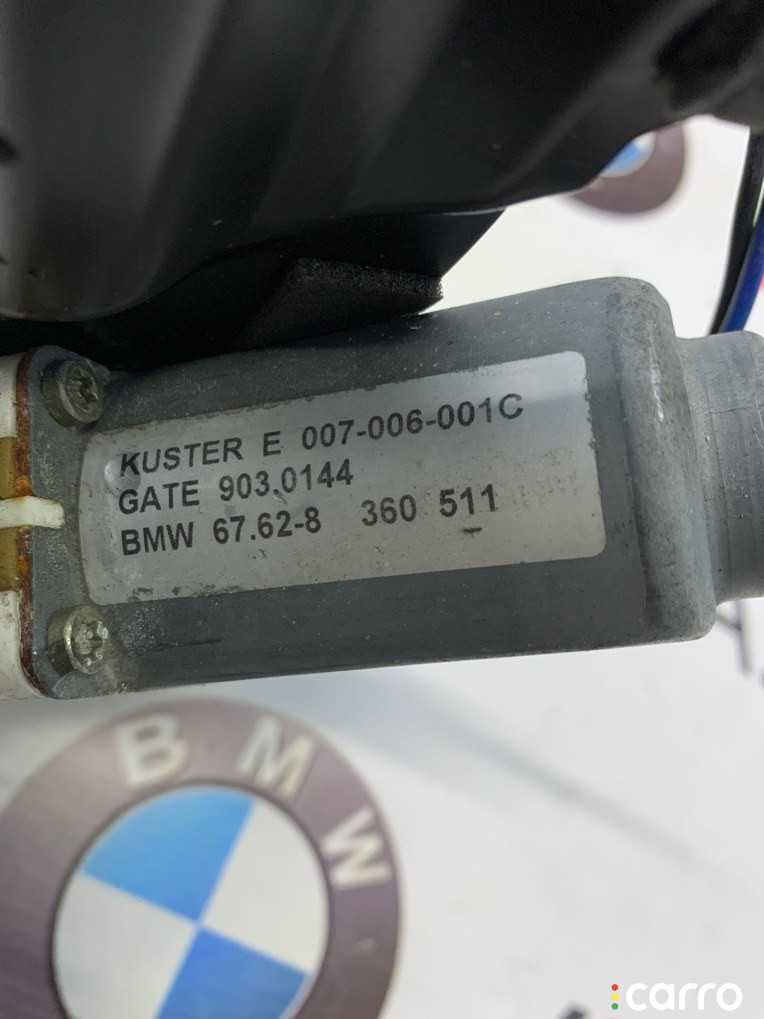 KUSTER E 007-006-001C
GATE 903.0144
BMW 67.62-8 360 511
BMW
carro